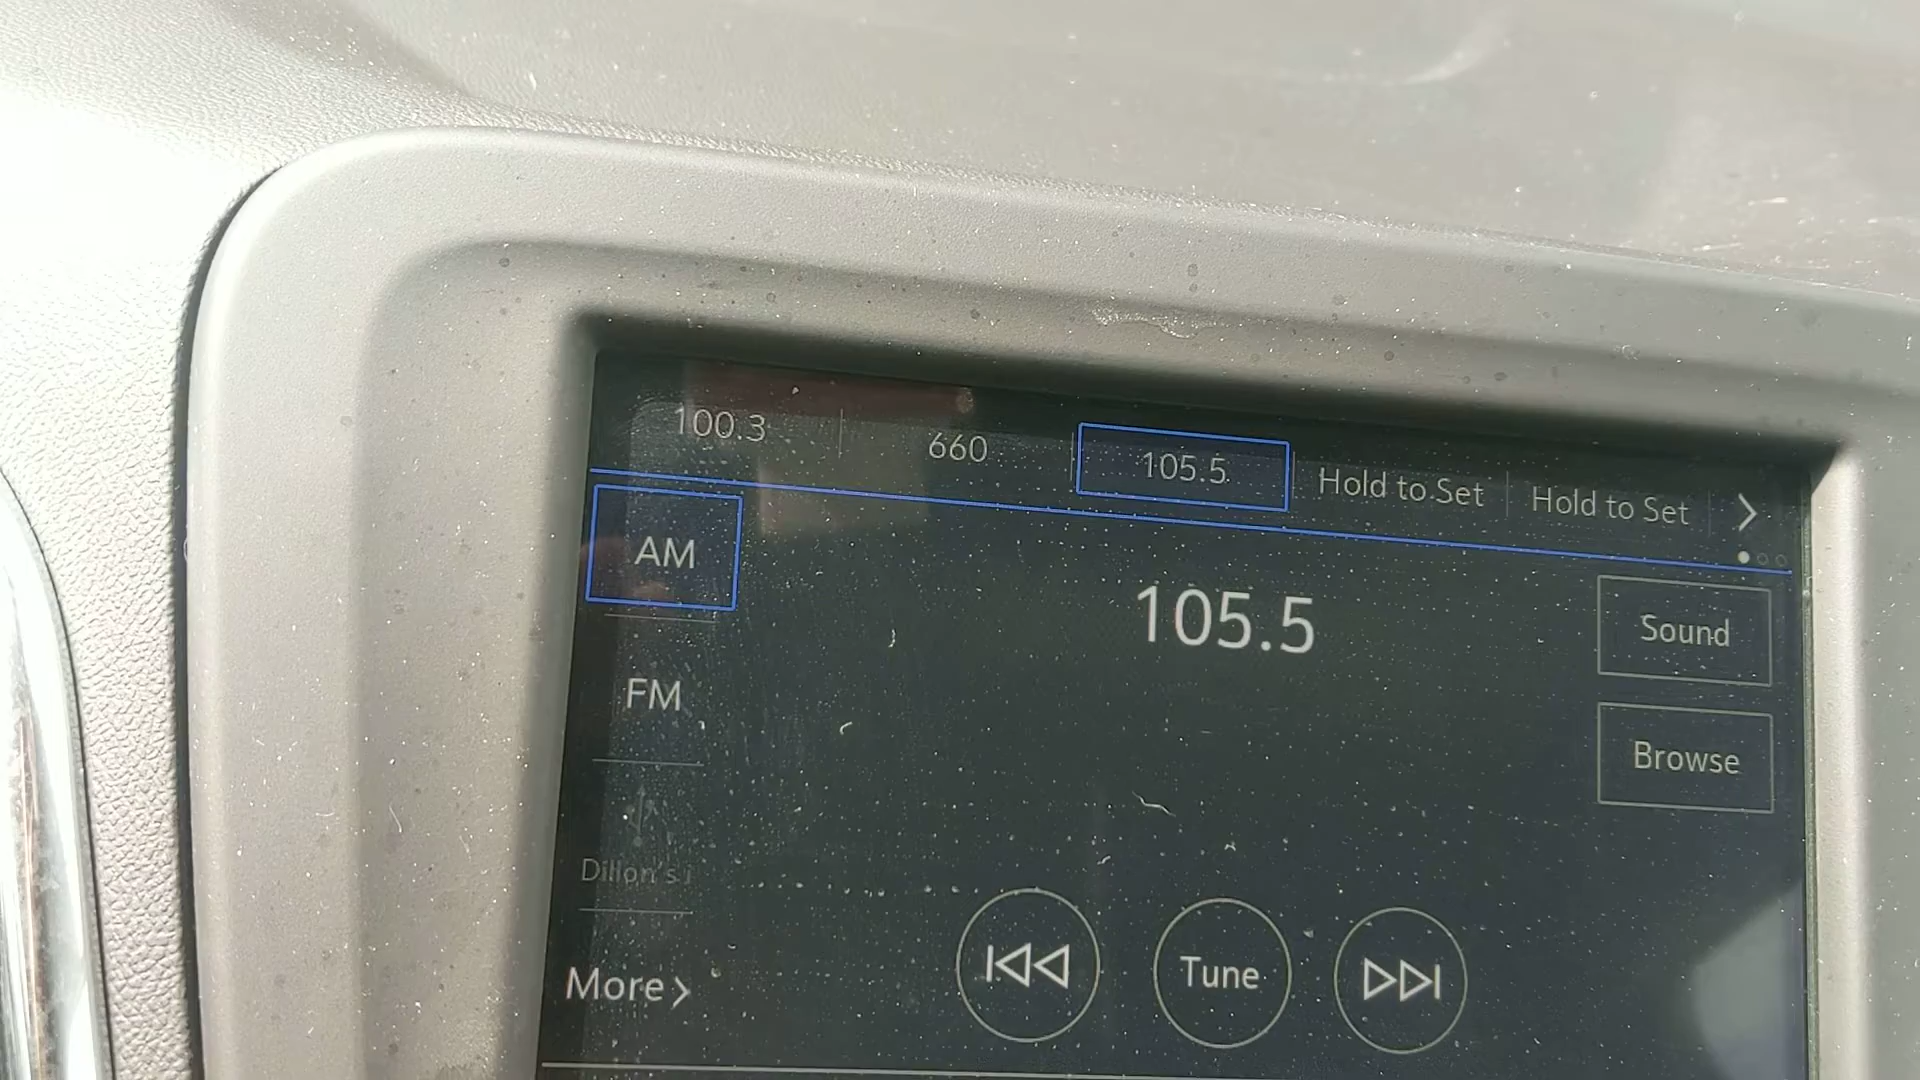 100.3
660
105.5
Hold to Set
Hold to Set
AM
105.5
Sound
FM
Browse
Dillon's i
Tune
More